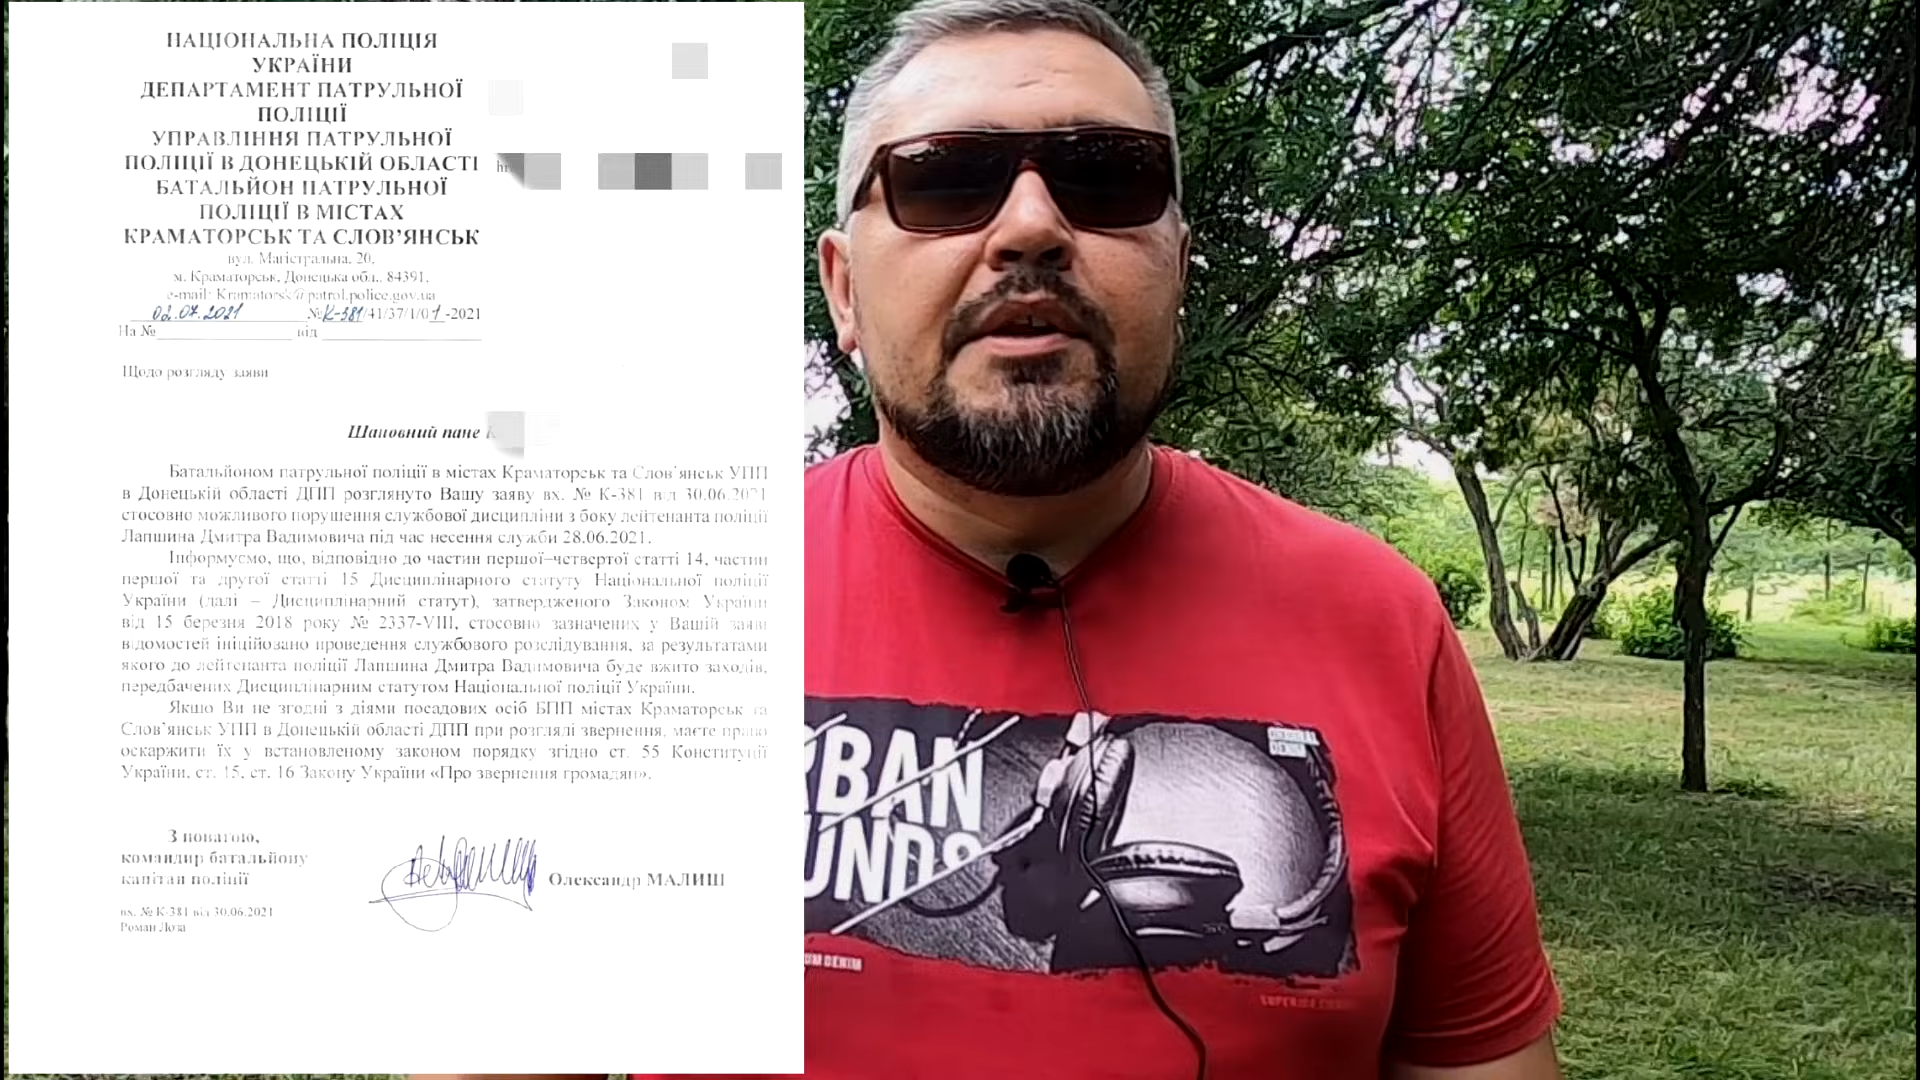 НАЦІОНАЛЬНА ПОЛІЦІЯ
УКРАЇНИ
ДЕПАРТАМЕНТ ПАТРУЛЬНОЇ
ПОЛІЦІЇ
УПРАВЛІННЯ ПАТРУЛЬНОЇ
ПОЛІЦІЇ В ДОНЕЦЬКІЙ ОБЛАСТІ
БАТАЛЬЙОН ПАТРУЛЬНОЇ
ПОЛІЦІЇ В МІСТАХ
КРАМАТОРСЬК ТА СЛОВ'ЯНСЬК
вул. Магістральна, 20,
м. Краматорськ, Донецька обл., 84391,
e-mail: Kramatorsk@patrol.police.gov.ua
02.07.2021 № К-381/41/37/1/01-2021
На № від
Щодо розгляду заяви
Шановний пане К
Батальйоном патрульної поліції в містах Краматорськ та Слов'янськ УПП
в Донецькій області ДПП розглянуто Вашу заяву вх. № К-381 від 30.06.2021
стосовно можливого порушення службової дисципліни з боку лейтенанта поліції
Лапшина Дмитра Вадимовича під час несення служби 28.06.2021.
Інформуємо, що, відповідно до частин першої–четвертої статті 14, частин
першої та другої статті 15 Дисциплінарного статуту Національної поліції
України (далі – Дисциплінарний статут), затвердженого Законом України
від 15 березня 2018 року № 2337-VIII, стосовно зазначених у Вашій заяві
відомостей ініційовано проведення службового розслідування, за результатами
якого до лейтенанта поліції Лапшина Дмитра Вадимовича буде вжито заходів,
передбачених Дисциплінарним статутом Національної поліції України.
Якщо Ви не згодні з діями посадових осіб БПП містах Краматорськ та
Слов'янськ УПП в Донецькій області ДПП при розгляді звернення, маєте право
оскаржити їх у встановленому законом порядку згідно ст. 55 Конституції
України, ст. 15, ст. 16 Закону України «Про звернення громадян».
З повагою,
командир батальйону
капітан поліції
Олександр МАЛИШ
вх. № К-381 від 30.06.2021
Роман Лоза
RBAN
UNDS
UM DENIM